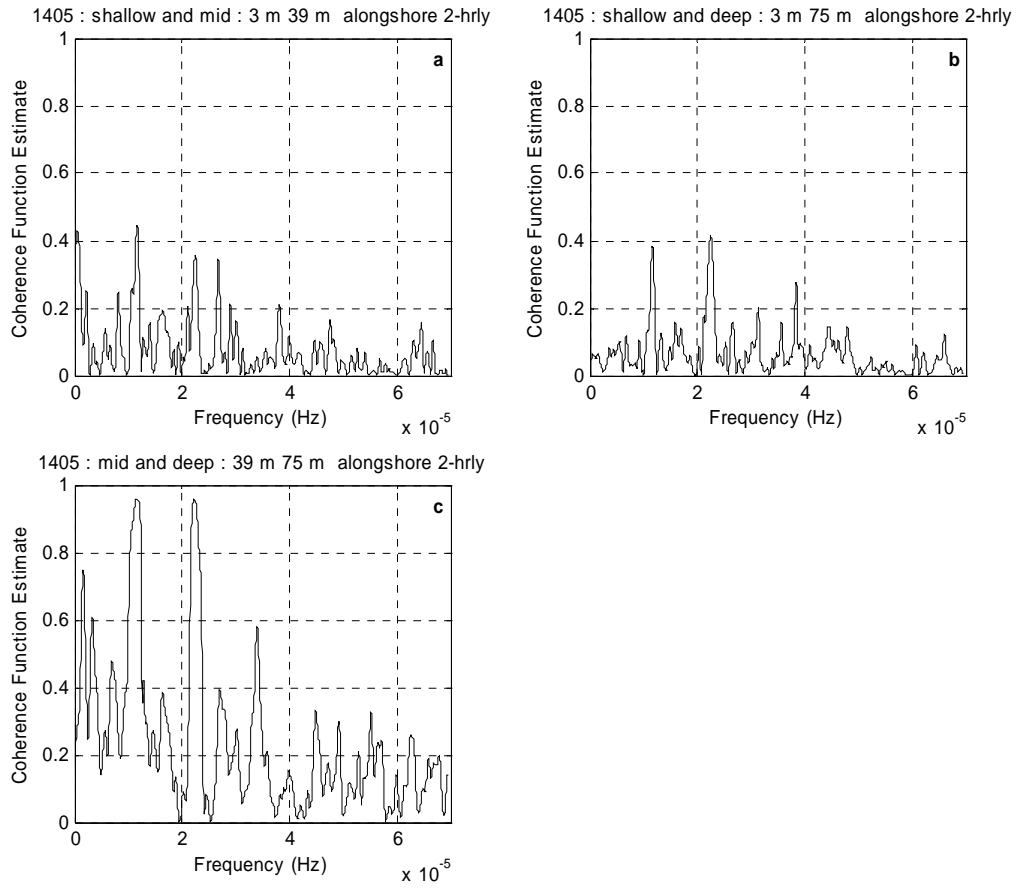 1405 : shallow and mid : 3 m 39 m alongshore 2-hrly
a
Coherence Function Estimate
1
0.8
0.6
0.4
0.2
0
0 2 4 6
Frequency (Hz)
x 10^-5
1405 : shallow and deep : 3 m 75 m alongshore 2-hrly
b
Coherence Function Estimate
1
0.8
0.6
0.4
0.2
0
0 2 4 6
Frequency (Hz)
x 10^-5
1405 : mid and deep : 39 m 75 m alongshore 2-hrly
c
Coherence Function Estimate
1
0.8
0.6
0.4
0.2
0
0 2 4 6
Frequency (Hz)
x 10^-5